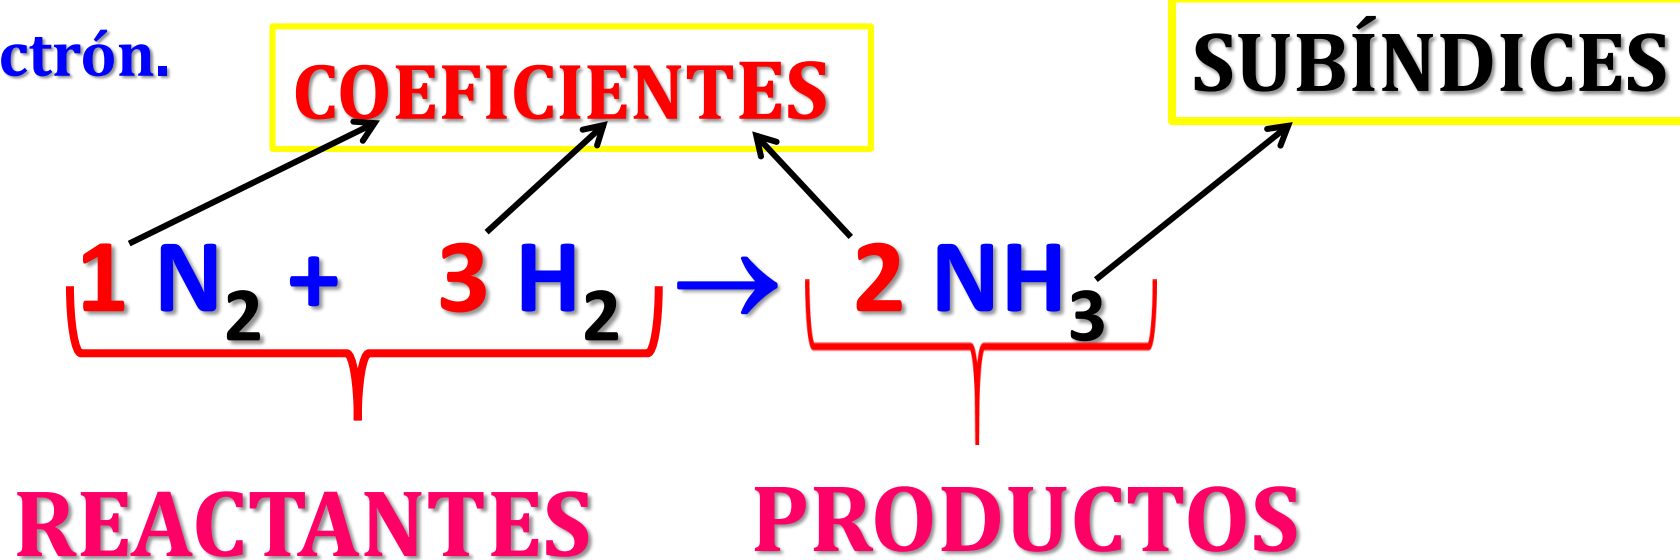 ctrón.
COEFICIENTES
SUBÍNDICES
1 N₂ + 3 H₂ → 2 NH₃
REACTANTES
PRODUCTOS